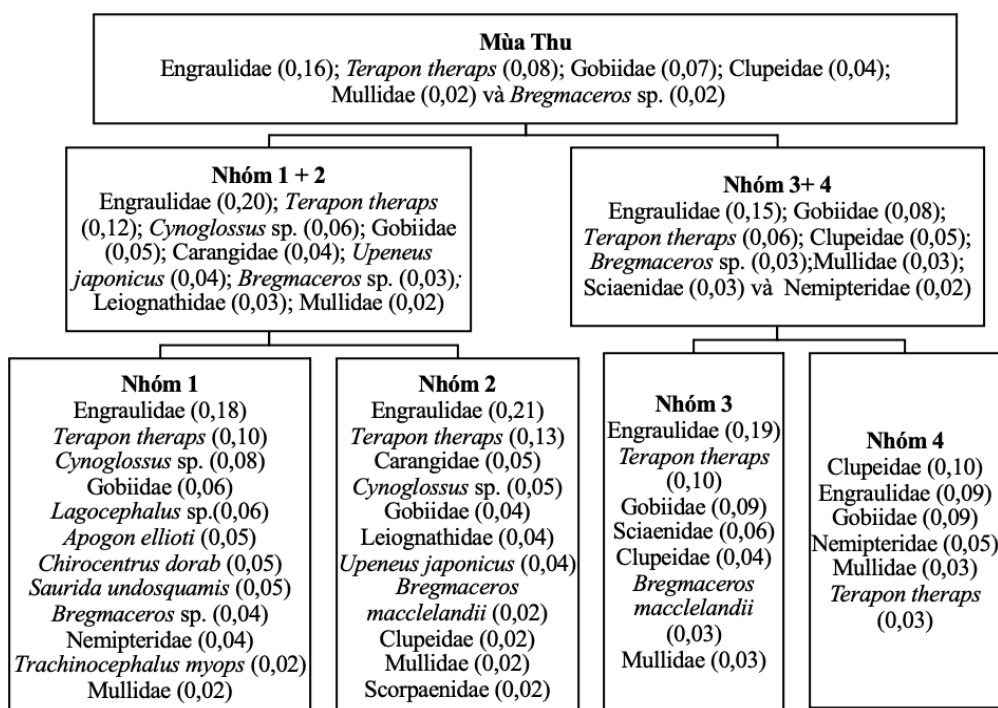 Mùa Thu
Engraulidae (0,16); Terapon theraps (0,08); Gobiidae (0,07); Clupeidae (0,04);
Mullidae (0,02) và Bregmaceros sp. (0,02)
Nhóm 1 + 2
Engraulidae (0,20); Terapon theraps
(0,12); Cynoglossus sp. (0,06); Gobiidae
(0,05); Carangidae (0,04); Upeneus
japonicus (0,04); Bregmaceros sp. (0,03);
Leiognathidae (0,03); Mullidae (0,02)
Nhóm 3+ 4
Engraulidae (0,15); Gobiidae (0,08);
Terapon theraps (0,06); Clupeidae (0,05);
Bregmaceros sp. (0,03);Mullidae (0,03);
Sciaenidae (0,03) và Nemipteridae (0,02)
Nhóm 1
Engraulidae (0,18)
Terapon theraps (0,10)
Cynoglossus sp. (0,08)
Gobiidae (0,06)
Lagocephalus sp.(0,06)
Apogon ellioti (0,05)
Chirocentrus dorab (0,05)
Saurida undosquamis (0,05)
Bregmaceros sp. (0,04)
Nemipteridae (0,04)
Trachinocephalus myops (0,02)
Mullidae (0,02)
Nhóm 2
Engraulidae (0,21)
Terapon theraps (0,13)
Carangidae (0,05)
Cynoglossus sp. (0,05)
Gobiidae (0,04)
Leiognathidae (0,04)
Upeneus japonicus (0,04)
Bregmaceros
macclelandii (0,02)
Clupeidae (0,02)
Mullidae (0,02)
Scorpaenidae (0,02)
Nhóm 3
Engraulidae (0,19)
Terapon theraps
(0,10)
Gobiidae (0,09)
Sciaenidae (0,06)
Clupeidae (0,04)
Bregmaceros
macclelandii
(0,03)
Mullidae (0,03)
Nhóm 4
Clupeidae (0,10)
Engraulidae (0,09)
Gobiidae (0,09)
Nemipteridae (0,05)
Mullidae (0,03)
Terapon theraps
(0,03)